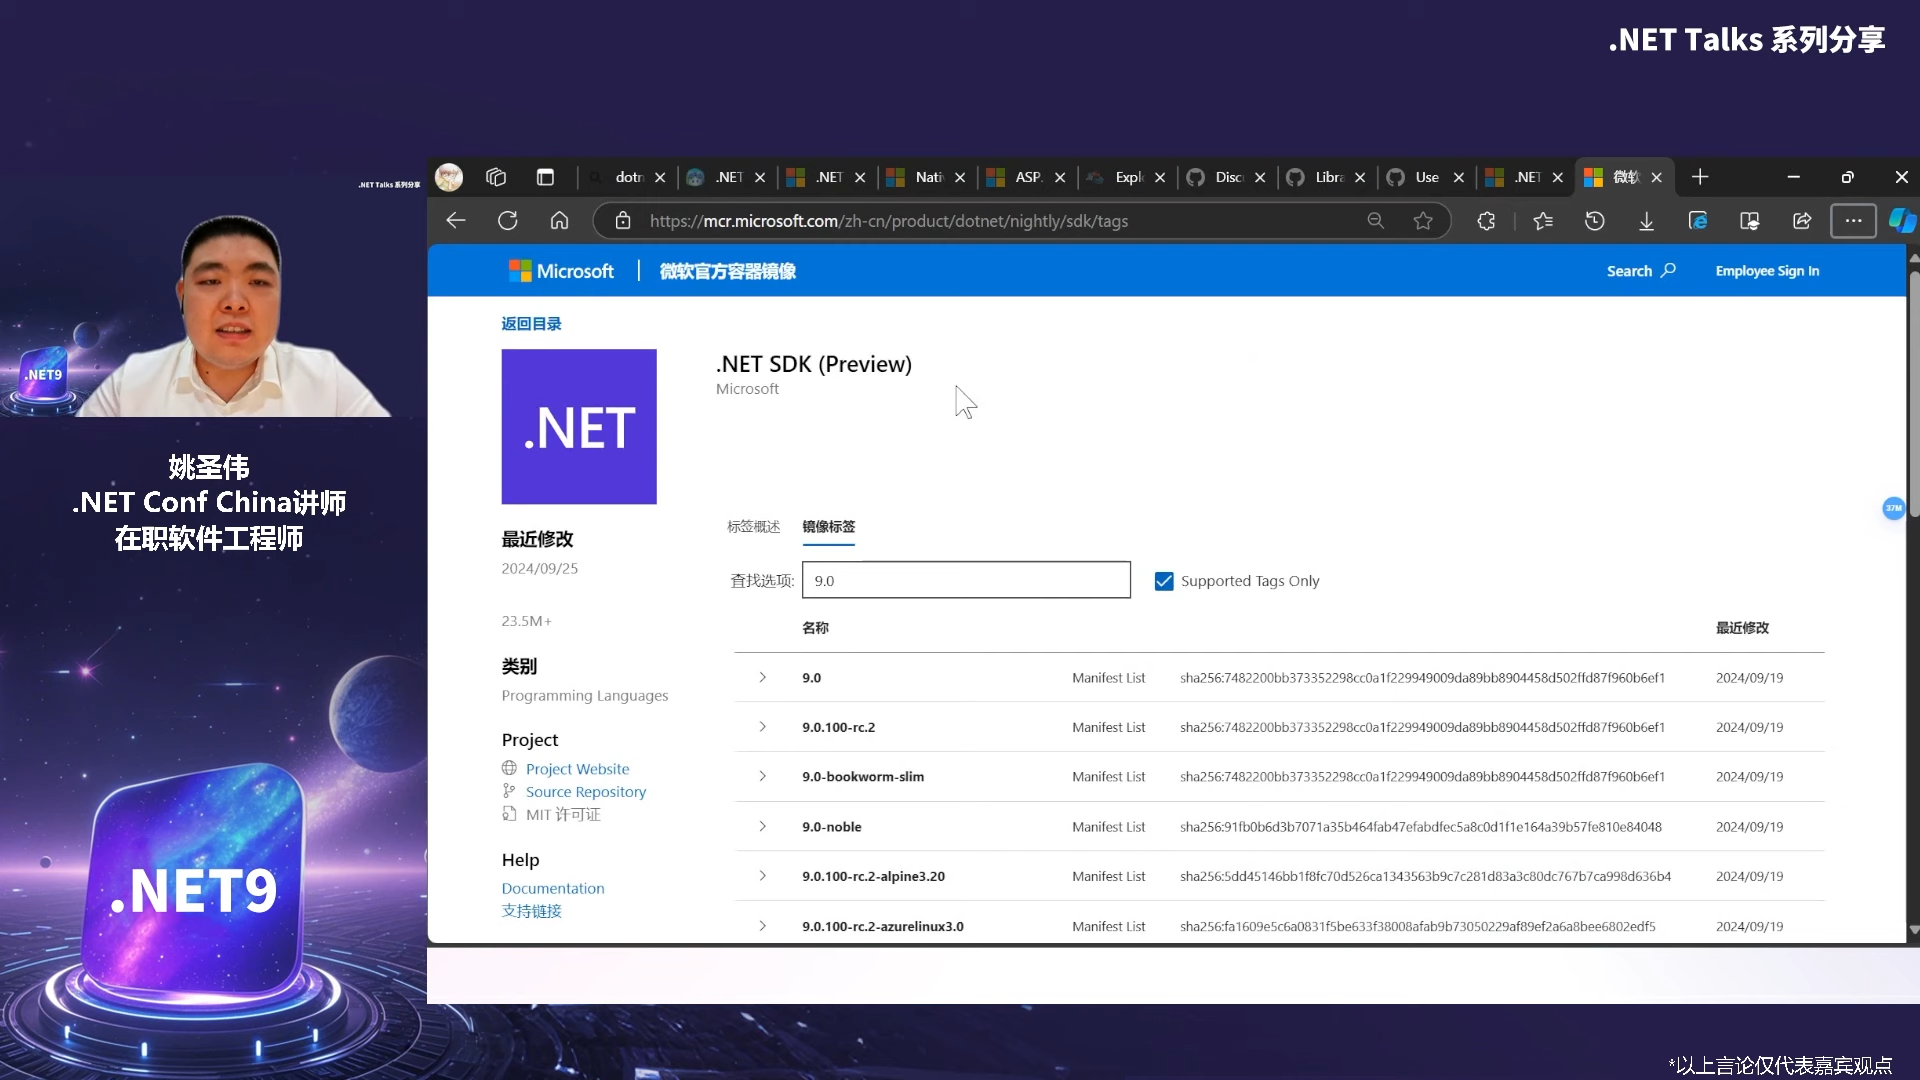 .NET Talks 系列分享
.NET Talks 系列分享
.NET9
姚圣伟
.NET Conf China讲师
在职软件工程师
.NET9
dotn
.NET
.NET
Nati
ASP.
Expl
Disc
Libra
Use
.NET
微软
https://mcr.microsoft.com/zh-cn/product/dotnet/nightly/sdk/tags
Microsoft | 微软官方容器镜像
Search
Employee Sign In
返回目录
.NET
.NET SDK (Preview)
Microsoft
最近修改
2024/09/25
23.5M+
类别
Programming Languages
Project
Project Website
Source Repository
MIT 许可证
Help
Documentation
支持链接
标签概述 镜像标签
查找选项: 9.0 Supported Tags Only
名称 最近修改
9.0 Manifest List sha256:7482200bb373352298cc0a1f229949009da89bb8904458d502ffd87f960b6ef1 2024/09/19
9.0.100-rc.2 Manifest List sha256:7482200bb373352298cc0a1f229949009da89bb8904458d502ffd87f960b6ef1 2024/09/19
9.0-bookworm-slim Manifest List sha256:7482200bb373352298cc0a1f229949009da89bb8904458d502ffd87f960b6ef1 2024/09/19
9.0-noble Manifest List sha256:91fb0b6d3b7071a35b464fab47efabdfec5a8c0d1f1e164a39b57fe810e84048 2024/09/19
9.0.100-rc.2-alpine3.20 Manifest List sha256:5dd45146bb1f8fc70d526ca1343563b9c7c281d83a3c80dc767b7ca998d636b4 2024/09/19
9.0.100-rc.2-azurelinux3.0 Manifest List sha256:fa1609e5c6a0831f5be633f38008afab9b73050229af89ef2a6a8bee6802edf5 2024/09/19
37M
*以上言论仅代表嘉宾观点